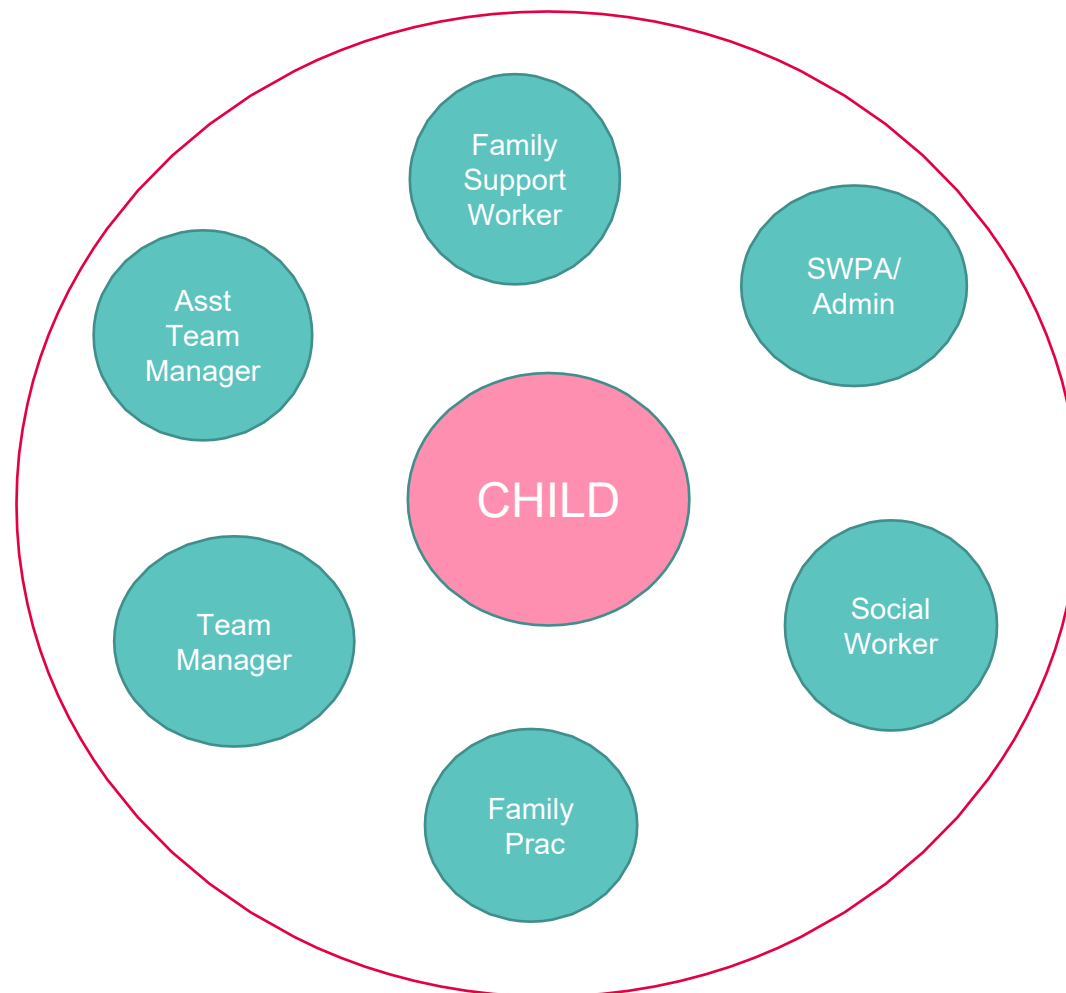 Family
Support
Worker
SWPA/
Admin
Asst
Team
Manager
CHILD
Social
Worker
Team
Manager
Family
Prac